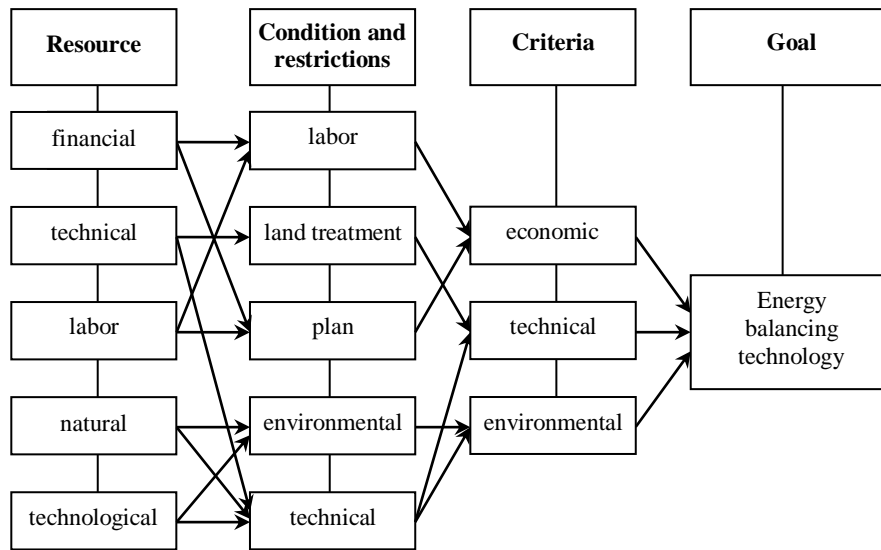 Resource
Condition and
restrictions
Criteria
Goal
financial
labor
technical
land treatment
economic
labor
plan
technical
Energy
balancing
technology
natural
environmental
environmental
technological
technical